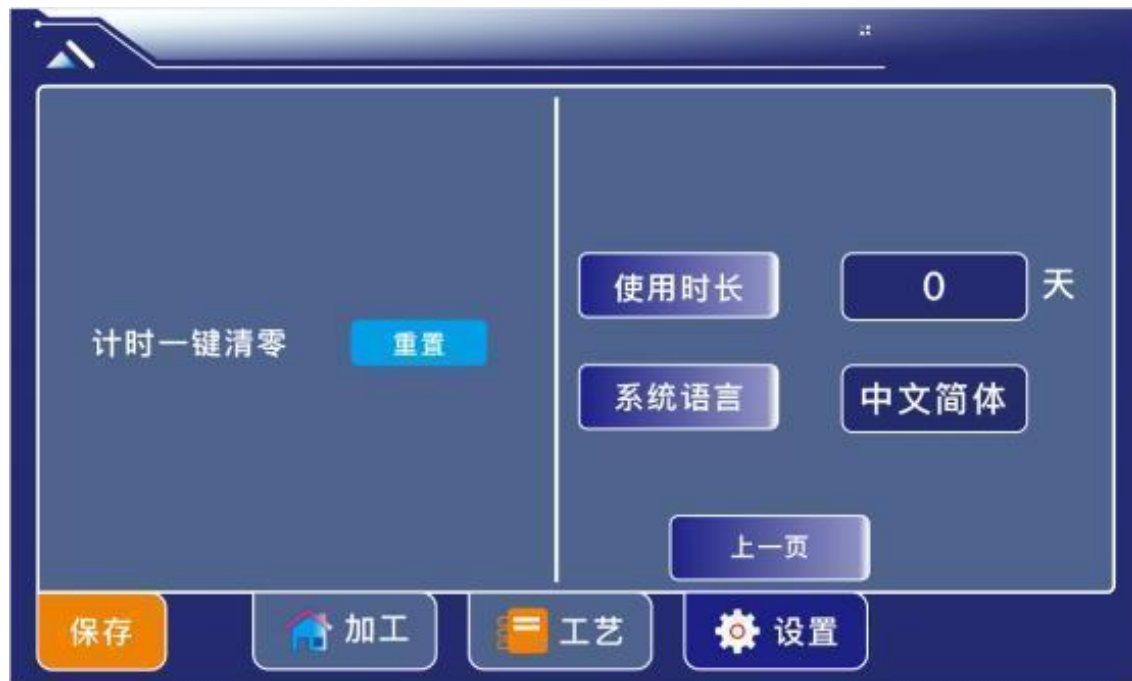 计时一键清零
重置
使用时长
0
天
系统语言
中文简体
上一页
保存
加工
工艺
设置